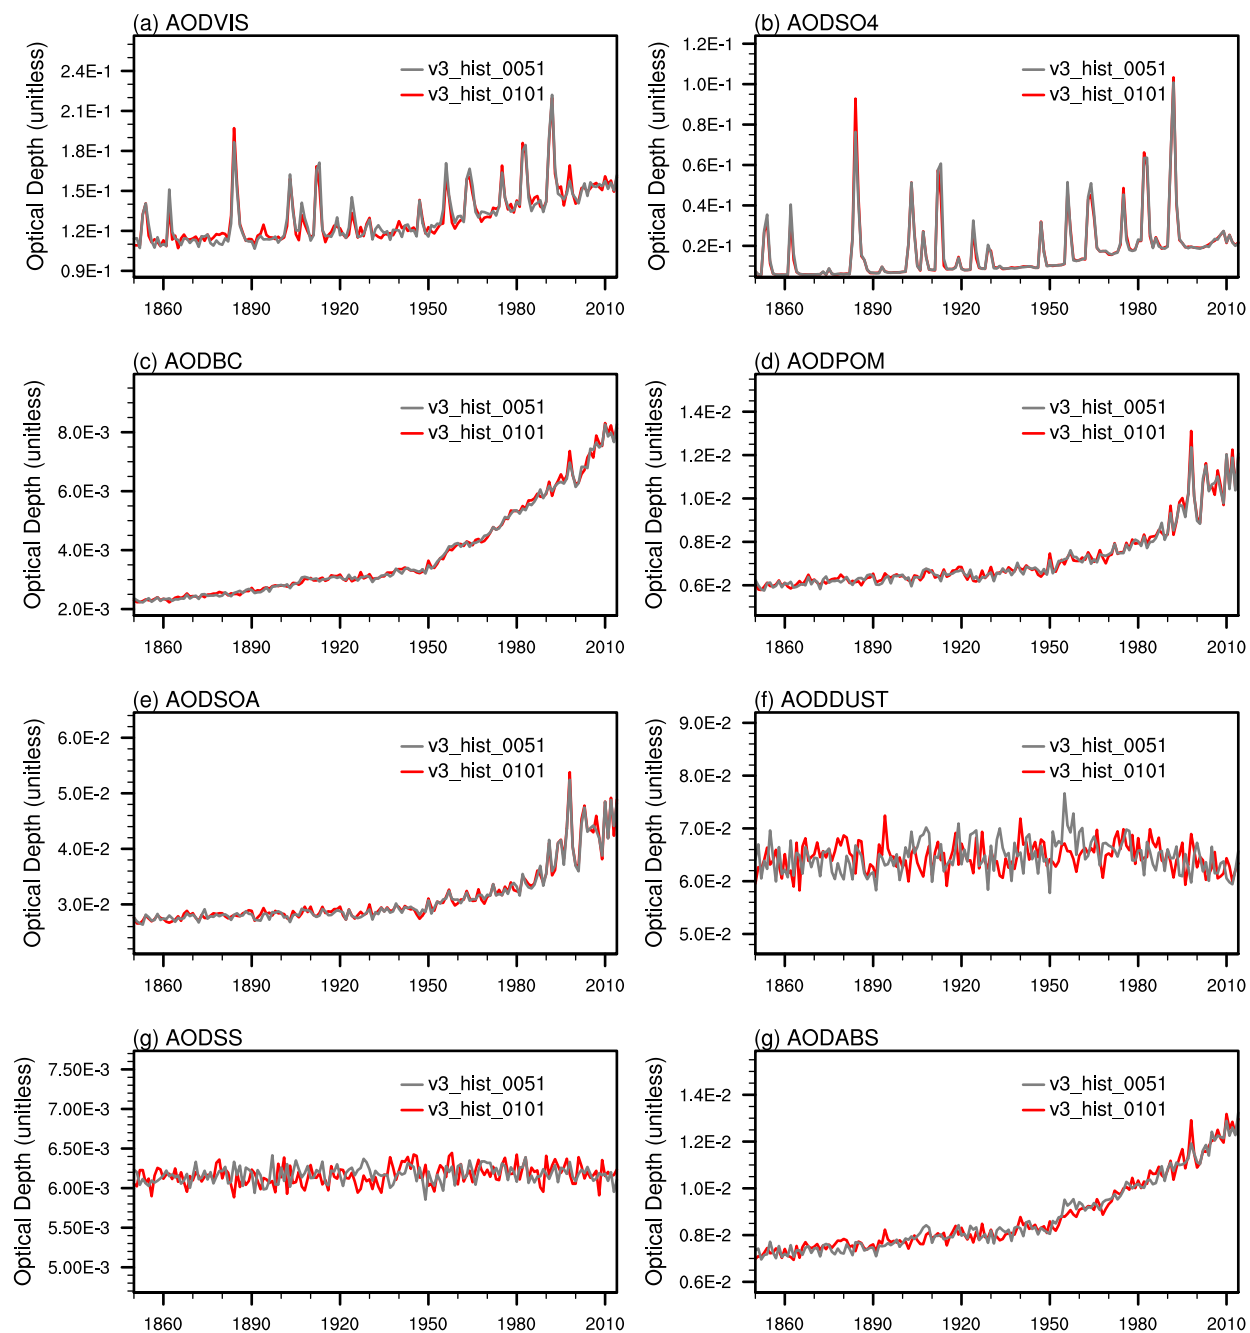 (a) AODVIS
Optical Depth (unitless)
2.4E-1
2.1E-1
1.8E-1
1.5E-1
1.2E-1
0.9E-1
v3_hist_0051
v3_hist_0101
1860 1890 1920 1950 1980 2010
(b) AODSO4
Optical Depth (unitless)
1.2E-1
1.0E-1
0.8E-1
0.6E-1
0.4E-1
0.2E-1
v3_hist_0051
v3_hist_0101
1860 1890 1920 1950 1980 2010
(c) AODBC
Optical Depth (unitless)
8.0E-3
6.0E-3
4.0E-3
2.0E-3
v3_hist_0051
v3_hist_0101
1860 1890 1920 1950 1980 2010
(d) AODPOM
Optical Depth (unitless)
1.4E-2
1.2E-2
1.0E-2
0.8E-2
0.6E-2
v3_hist_0051
v3_hist_0101
1860 1890 1920 1950 1980 2010
(e) AODSOA
Optical Depth (unitless)
6.0E-2
5.0E-2
4.0E-2
3.0E-2
v3_hist_0051
v3_hist_0101
1860 1890 1920 1950 1980 2010
(f) AODDUST
Optical Depth (unitless)
9.0E-2
8.0E-2
7.0E-2
6.0E-2
5.0E-2
v3_hist_0051
v3_hist_0101
1860 1890 1920 1950 1980 2010
(g) AODSS
Optical Depth (unitless)
7.50E-3
7.00E-3
6.50E-3
6.00E-3
5.50E-3
5.00E-3
v3_hist_0051
v3_hist_0101
1860 1890 1920 1950 1980 2010
(g) AODABS
Optical Depth (unitless)
1.4E-2
1.2E-2
1.0E-2
0.8E-2
0.6E-2
v3_hist_0051
v3_hist_0101
1860 1890 1920 1950 1980 2010